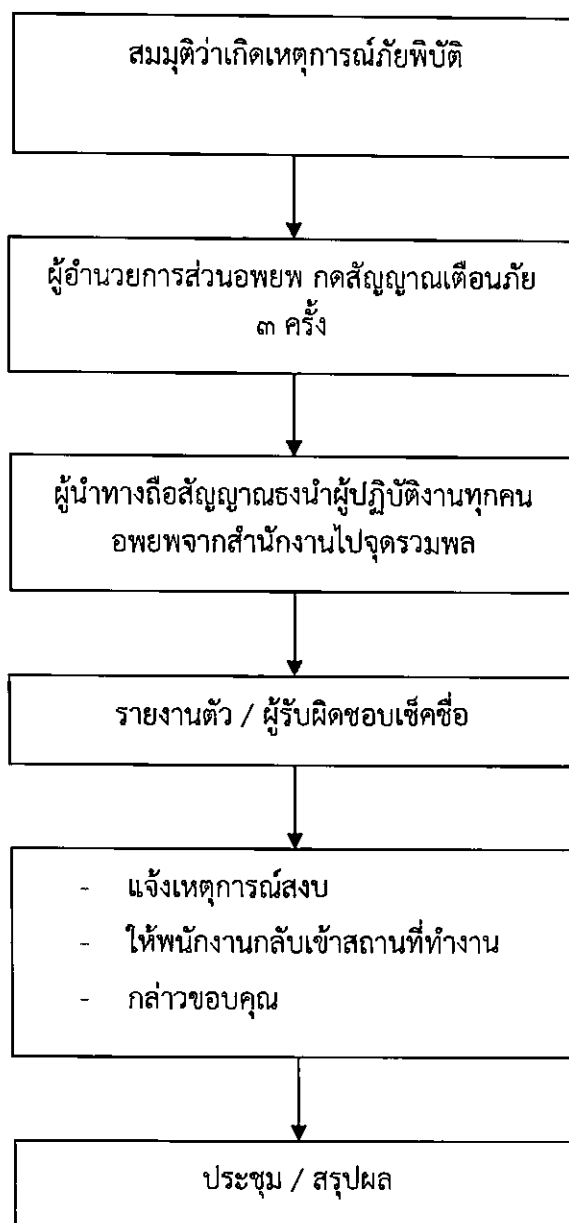 สมมุติว่าเกิดเหตุการณ์ภัยพิบัติ
ผู้อำนวยการส่วนอพยพ กดสัญญาณเตือนภัย
๓ ครั้ง
ผู้นำทางถือสัญญาณธงนำผู้ปฏิบัติงานทุกคน
อพยพจากสำนักงานไปจุดรวมพล
รายงานตัว / ผู้รับผิดชอบเช็คชื่อ
- แจ้งเหตุการณ์สงบ
- ให้พนักงานกลับเข้าสถานที่ทำงาน
- กล่าวขอบคุณ
ประชุม / สรุปผล